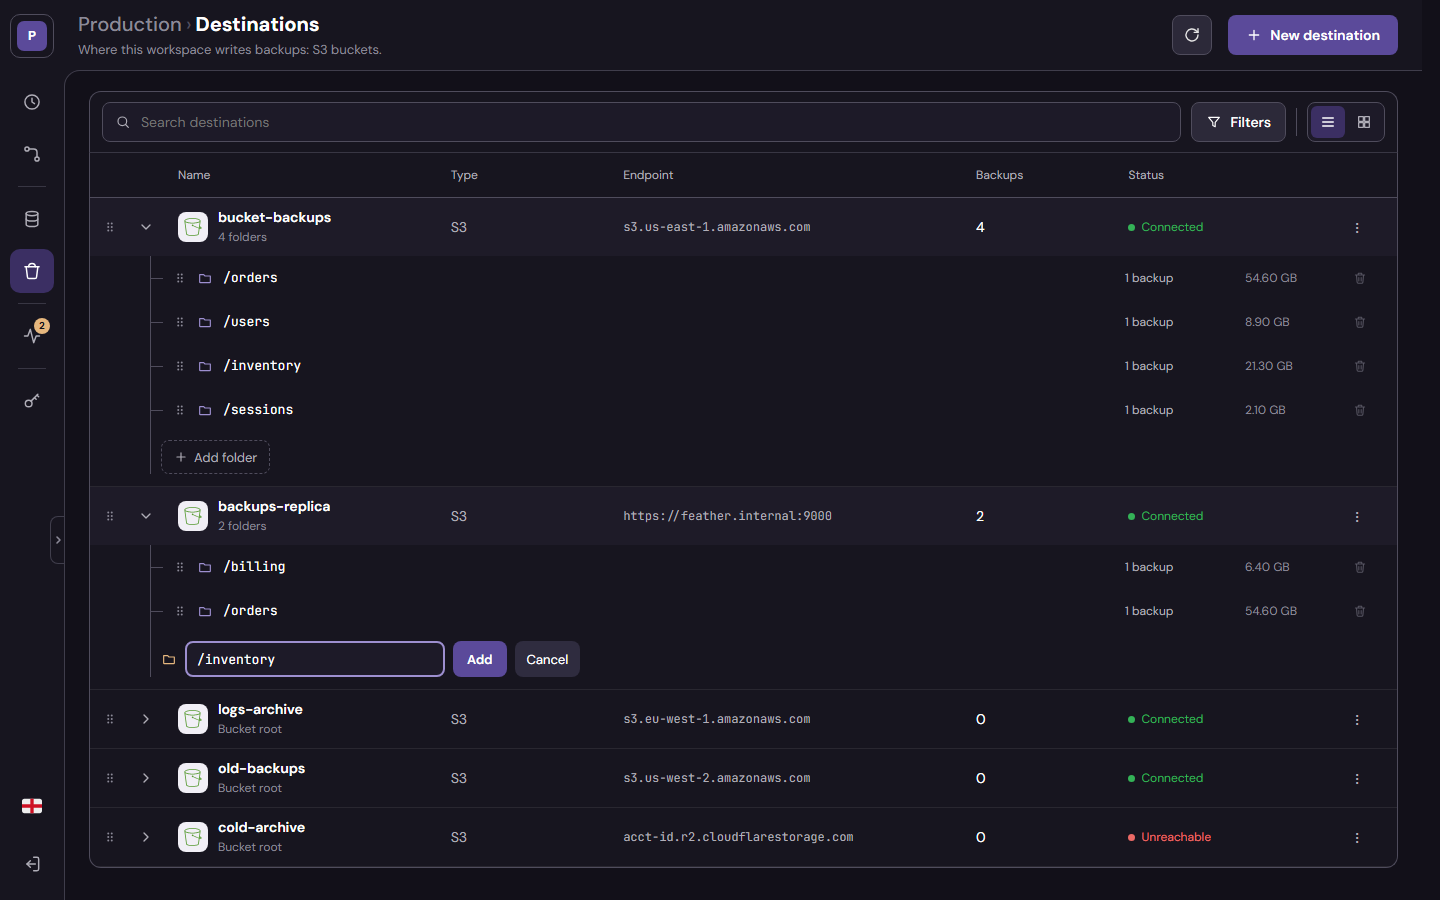 P
Production › Destinations
Where this workspace writes backups: S3 buckets.
New destination
Search destinations
Filters
Name Type Endpoint Backups Status
bucket-backups
4 folders
S3 s3.us-east-1.amazonaws.com 4 Connected
/orders 1 backup 54.60 GB
/users 1 backup 8.90 GB
2
/inventory 1 backup 21.30 GB
/sessions 1 backup 2.10 GB
Add folder
backups-replica
2 folders
S3 https://feather.internal:9000 2 Connected
/billing 1 backup 6.40 GB
/orders 1 backup 54.60 GB
/inventory Add Cancel
logs-archive
Bucket root
S3 s3.eu-west-1.amazonaws.com 0 Connected
old-backups
Bucket root
S3 s3.us-west-2.amazonaws.com 0 Connected
cold-archive
Bucket root
S3 acct-id.r2.cloudflarestorage.com 0 Unreachable